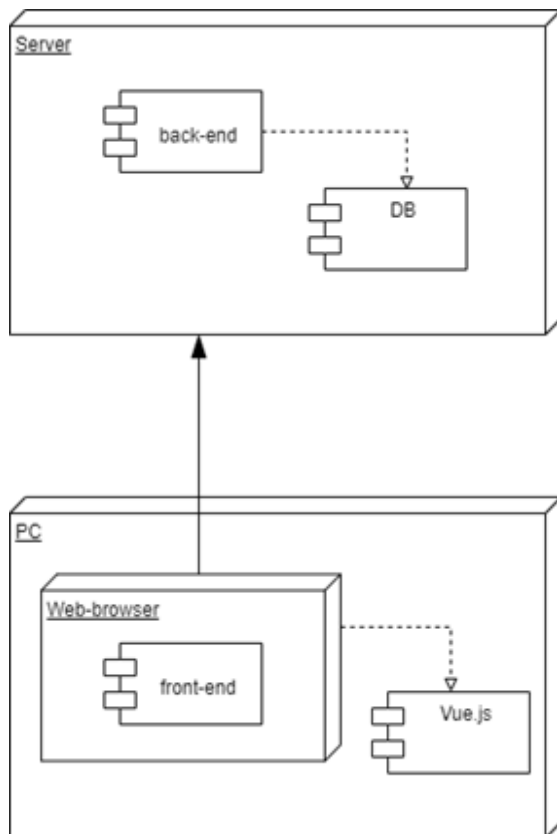 Server
back-end
DB
PC
Web-browser
front-end
Vue.js